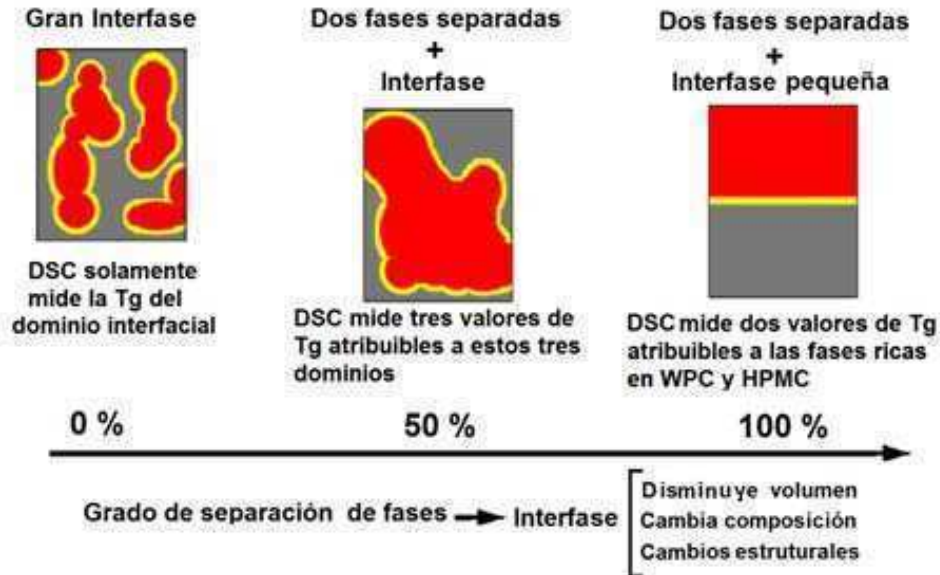 Gran Interfase
DSC solamente
mide la Tg del
dominio interfacial
Dos fases separadas
+
Interfase
DSC mide tres valores de
Tg atribuibles a estos tres
dominios
Dos fases separadas
+
Interfase pequeña
DSC mide dos valores de Tg
atribuibles a las fases ricas
en WPC y HPMC
0 %
50 %
100 %
Grado de separación de fases → Interfase
Disminuye volumen
Cambia composición
Cambios estructurales